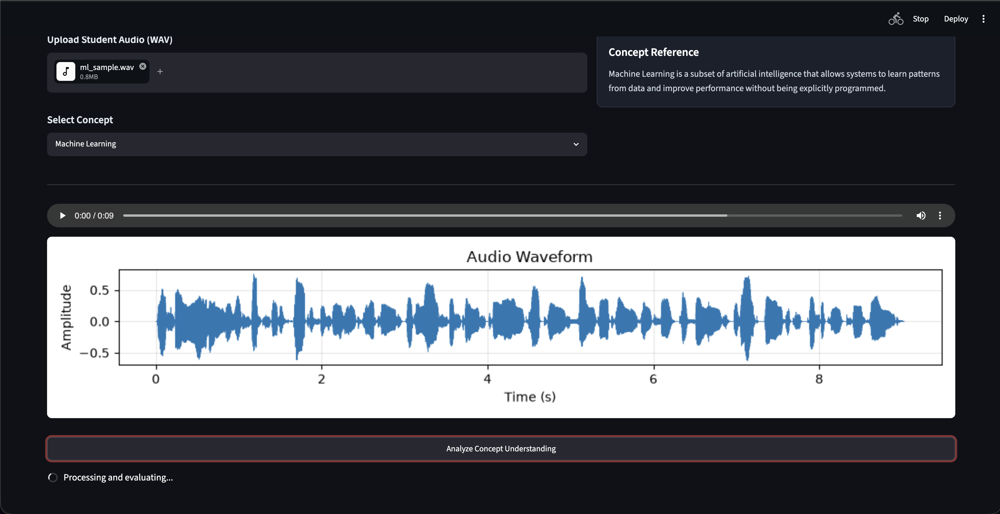 Stop
Deploy
Upload Student Audio (WAV)
ml_sample.wav
0.8MB
Select Concept
Machine Learning
Concept Reference
Machine Learning is a subset of artificial intelligence that allows systems to learn patterns
from data and improve performance without being explicitly programmed.
0:00 / 0:09
Audio Waveform
Amplitude
0.5
0.0
−0.5
0 2 4 6 8
Time (s)
Analyze Concept Understanding
Processing and evaluating...